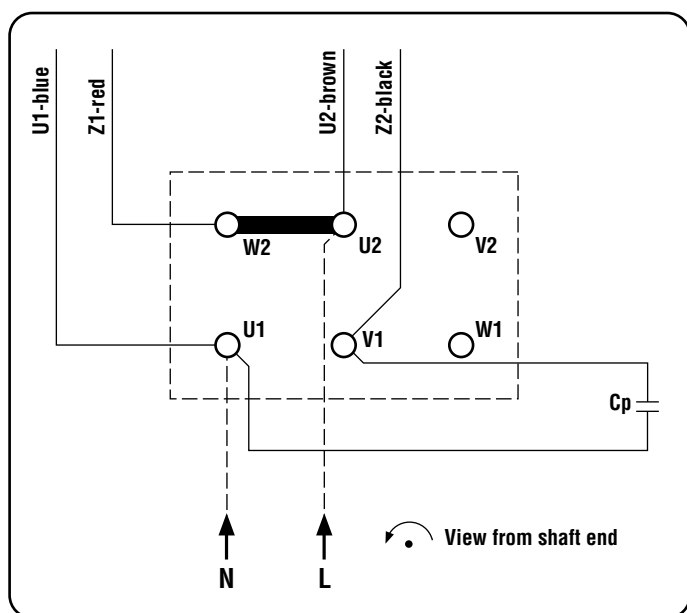 U1-blue
Z1-red
U2-brown
Z2-black
W2
U2
V2
U1
V1
W1
Cp
N
L
View from shaft end